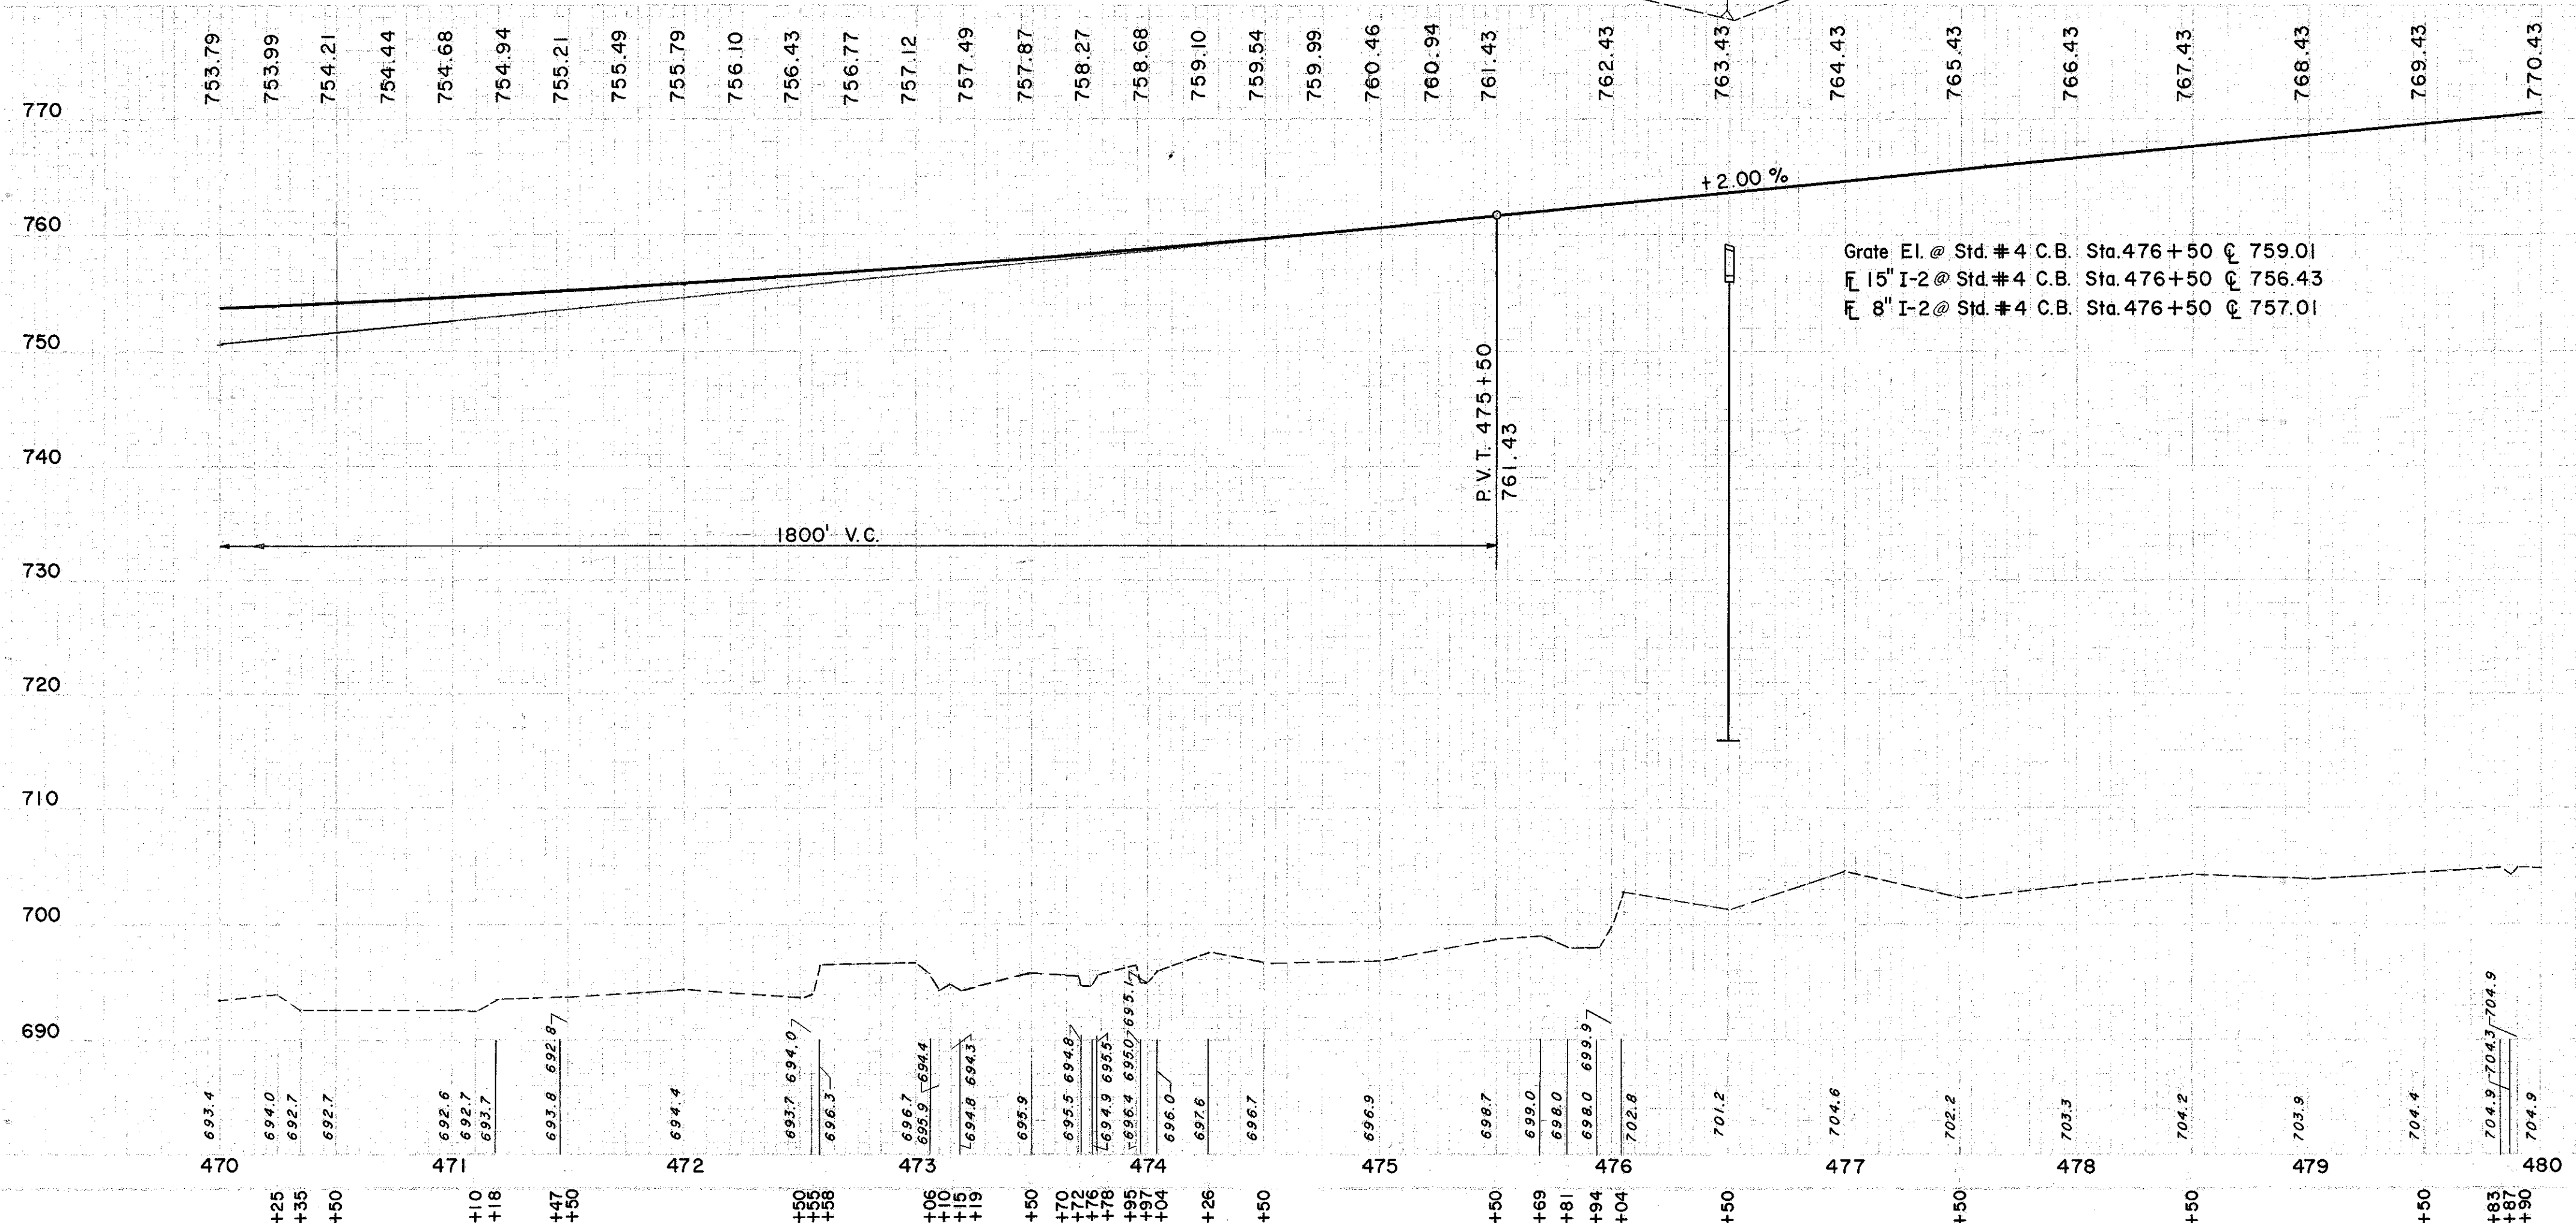 753.79 753.99 754.21 754.44 754.68 754.94 755.21 755.49 755.79 756.10 756.43 756.77 757.12 757.49 757.87 758.27 758.68 759.10 759.54 759.99 760.46 760.94 761.43 762.43 763.43 764.43 765.43 766.43 767.43 768.43 769.43 770.43
770
+2.00 %
760
Grate El. @ Std. #4 C.B. Sta. 476+50 ℄ 759.01
FL 15" I-2 @ Std. #4 C.B. Sta. 476+50 ℄ 756.43
FL 8" I-2 @ Std. #4 C.B. Sta. 476+50 ℄ 757.01
750
P.V.T. 475+50
761.43
740
1800' V.C.
730
720
710
700
690
693.4 694.0 692.7 692.7 692.6 692.7 693.7 693.8 692.8 694.4 693.7 694.0 696.3 696.7 695.9 694.4 694.8 694.3 695.9 695.5 694.8 694.9 695.5 696.4 695.0 695.1 696.0 697.6 696.7 696.9 698.7 699.0 698.0 698.0 699.9 702.8 701.2 704.6 702.2 703.3 704.2 703.9 704.4 704.9 704.3 704.9 704.9
470 471 472 473 474 475 476 477 478 479 480
+25 +35 +50 +10 +18 +47 +50 +50 +55 +58 +06 +10 +15 +19 +50 +70 +72 +76 +78 +95 +97 +04 +26 +50 +50 +69 +81 +94 +04 +50 +50 +50 +50 +83 +87 +90